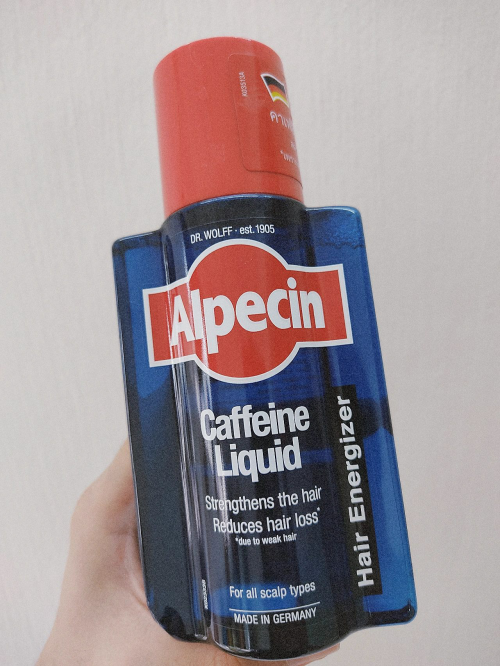 DR. WOLFF · est.1905
Alpecin
Caffeine
Liquid
Strengthens the hair
Reduces hair loss*
*due to weak hair
For all scalp types
MADE IN GERMANY
Hair Energizer